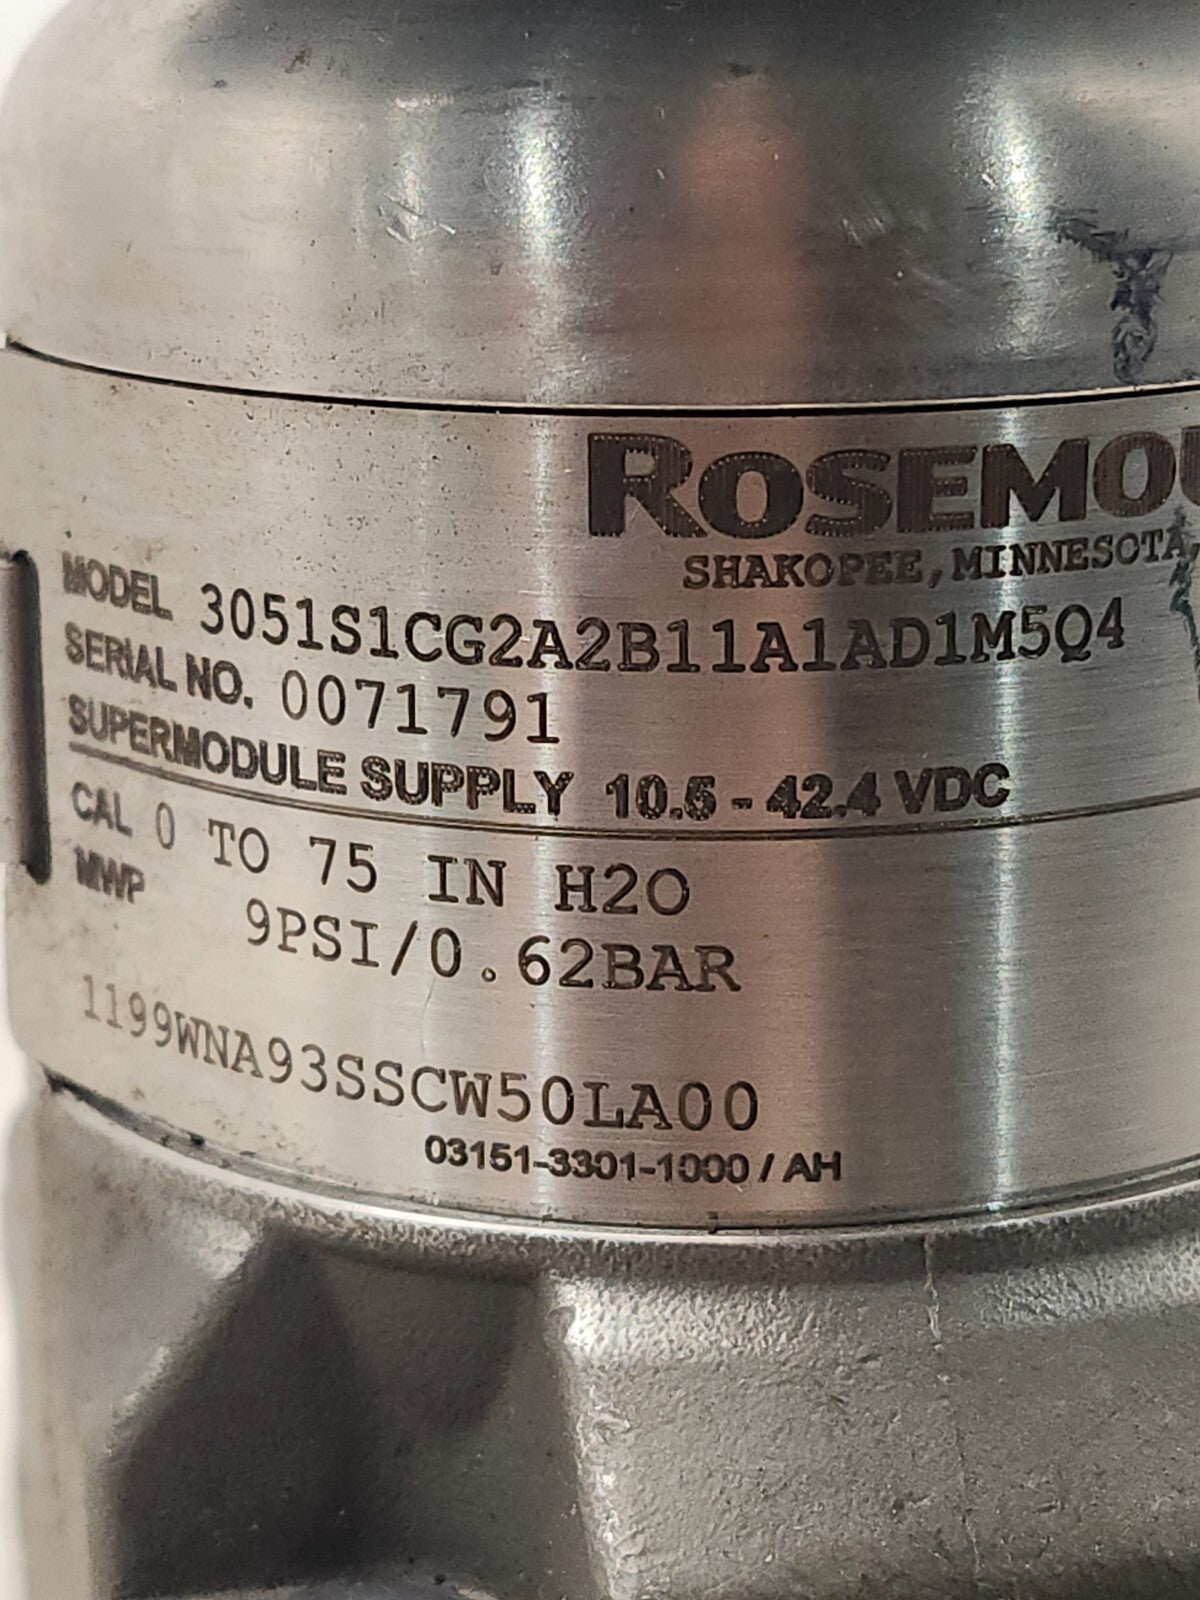 ROSEMOU
SHAKOPEE, MINNESOTA,
MODEL 3051S1CG2A2B11A1AD1M5Q4
SERIAL NO. 0071791
SUPERMODULE SUPPLY 10.5 - 42.4 VDC
CAL 0 TO 75 IN H2O
MWP 9PSI/0.62BAR
1199WNA93SSCW50LA00
03151-3301-1000 / AH